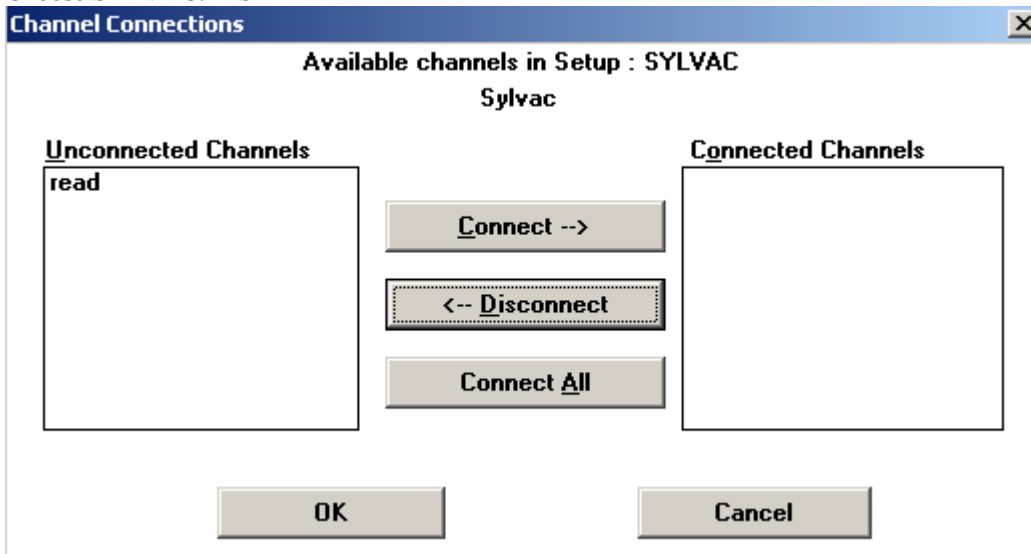 Channel Connections
Available channels in Setup : SYLVAC
Sylvac
Unconnected Channels
Connected Channels
read
Connect -->
<-- Disconnect
Connect All
OK
Cancel